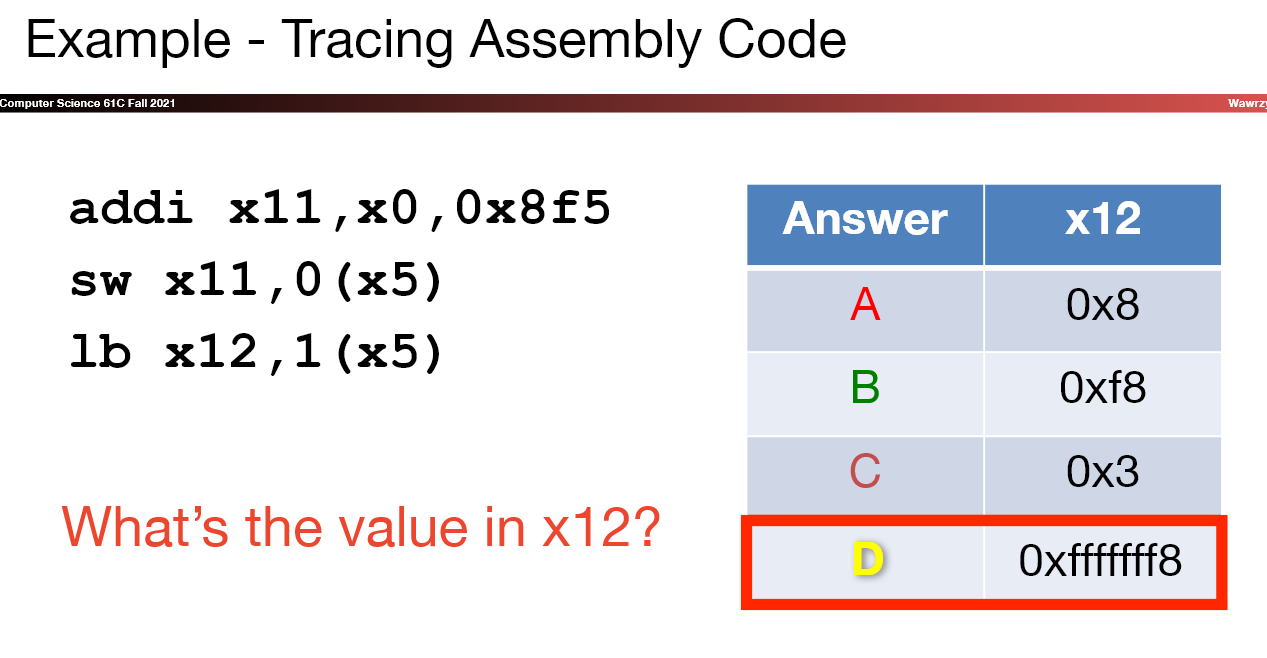 Example - Tracing Assembly Code
Computer Science 61C Fall 2021
addi x11,x0,0x8f5
sw x11,0(x5)
lb x12,1(x5)
What’s the value in x12?
Answer x12
A 0x8
B 0xf8
C 0x3
D 0xfffffff8